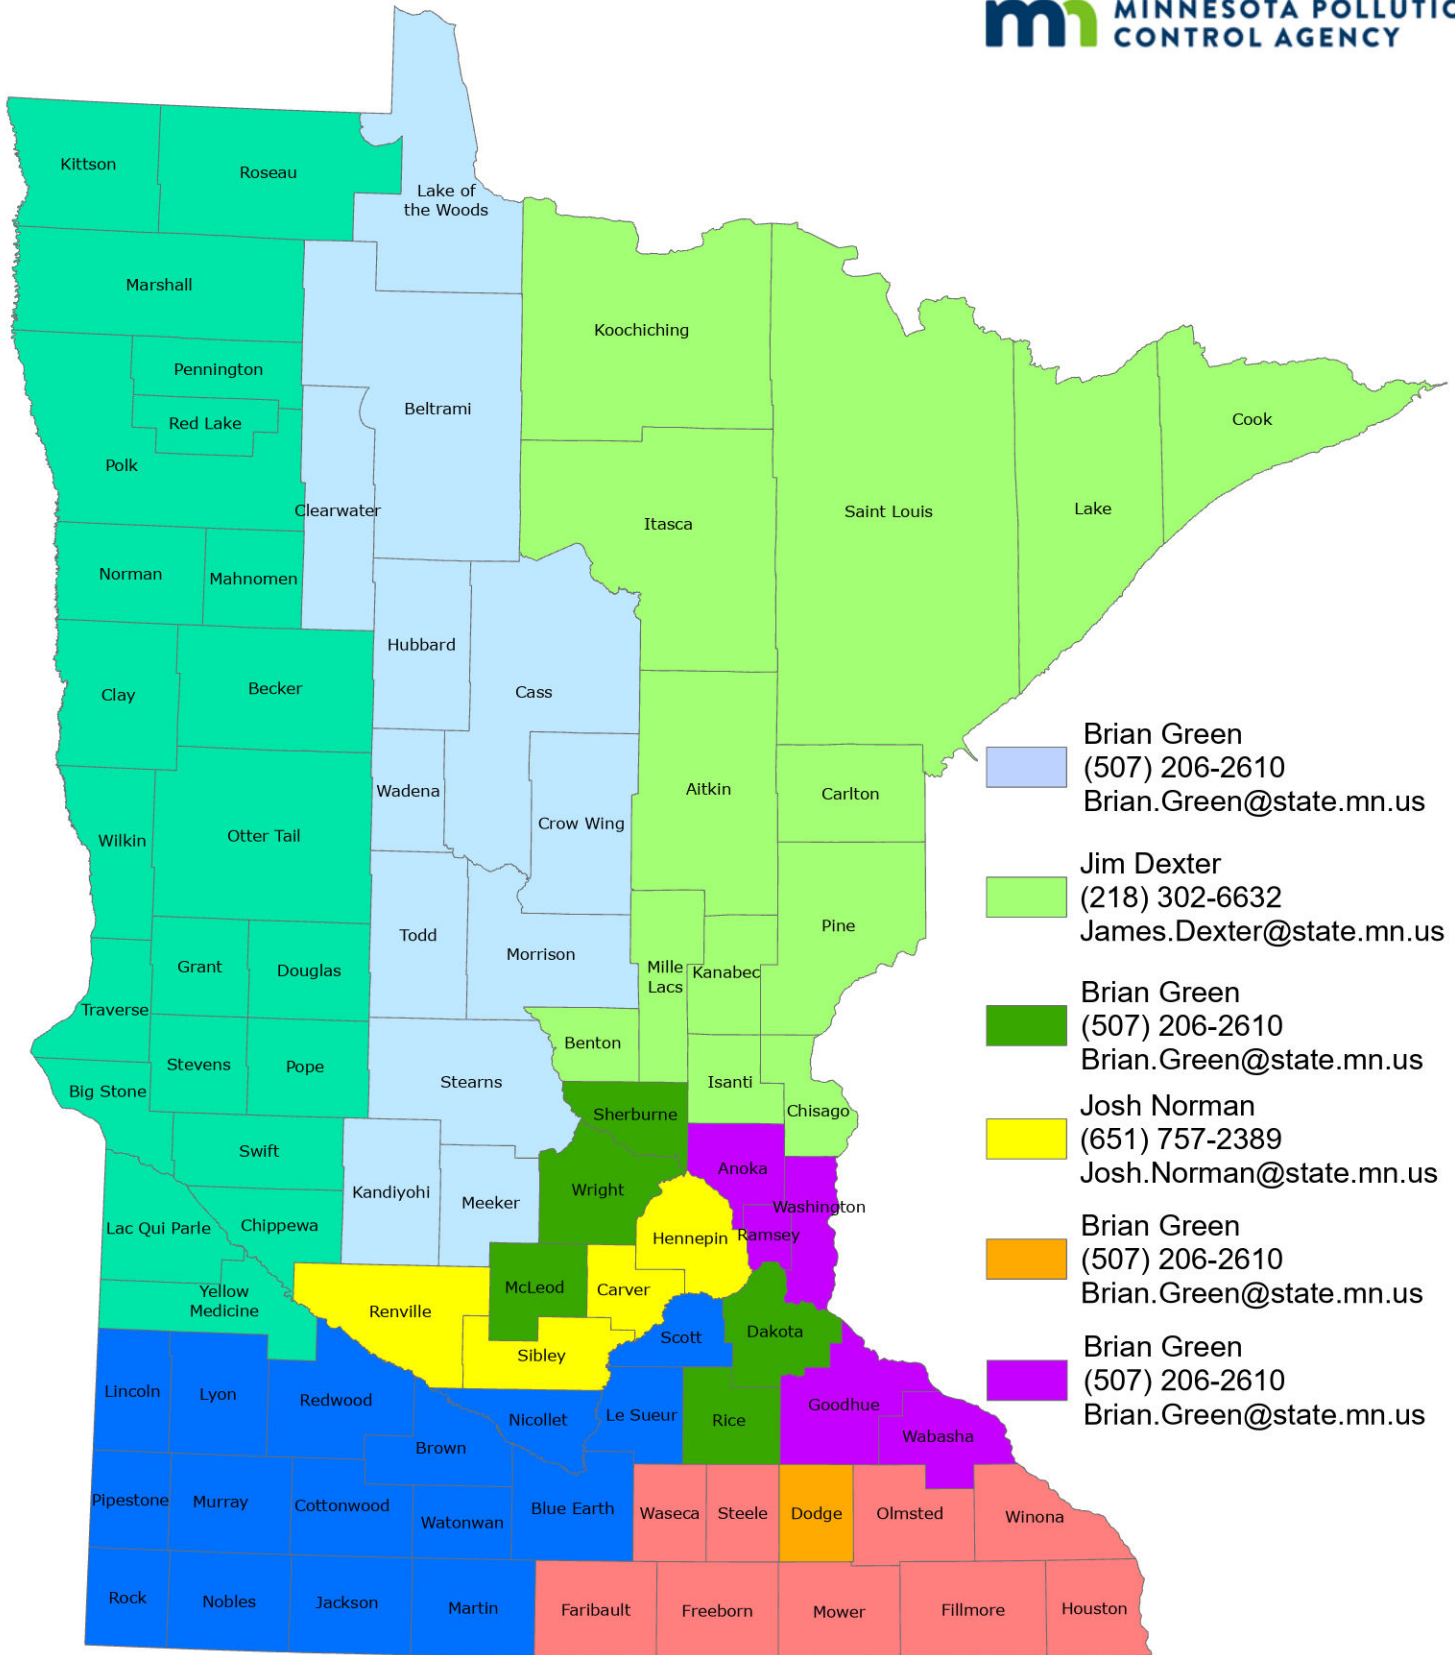 MINNESOTA POLLUTIO
CONTROL AGENCY
Kittson
Roseau
Lake of
the Woods
Marshall
Koochiching
Pennington
Beltrami
Red Lake
Cook
Polk
Clearwater
Saint Louis
Lake
Itasca
Norman
Mahnomen
Hubbard
Becker
Clay
Cass
Wadena
Aitkin
Carlton
Crow Wing
Otter Tail
Wilkin
Brian Green
(507) 206-2610
Brian.Green@state.mn.us
Jim Dexter
(218) 302-6632
James.Dexter@state.mn.us
Brian Green
(507) 206-2610
Brian.Green@state.mn.us
Josh Norman
(651) 757-2389
Josh.Norman@state.mn.us
Brian Green
(507) 206-2610
Brian.Green@state.mn.us
Brian Green
(507) 206-2610
Brian.Green@state.mn.us
Pine
Todd
Morrison
Grant
Douglas
Mille
Lacs
Kanabec
Traverse
Benton
Stevens
Pope
Stearns
Isanti
Big Stone
Sherburne
Chisago
Swift
Anoka
Kandiyohi
Meeker
Wright
Washington
Lac Qui Parle
Chippewa
Hennepin
Ramsey
Yellow
Medicine
Renville
McLeod
Carver
Scott
Dakota
Sibley
Lincoln
Lyon
Redwood
Nicollet
Le Sueur
Rice
Goodhue
Wabasha
Brown
Pipestone
Murray
Cottonwood
Watonwan
Blue Earth
Waseca
Steele
Dodge
Olmsted
Winona
Rock
Nobles
Jackson
Martin
Faribault
Freeborn
Mower
Fillmore
Houston